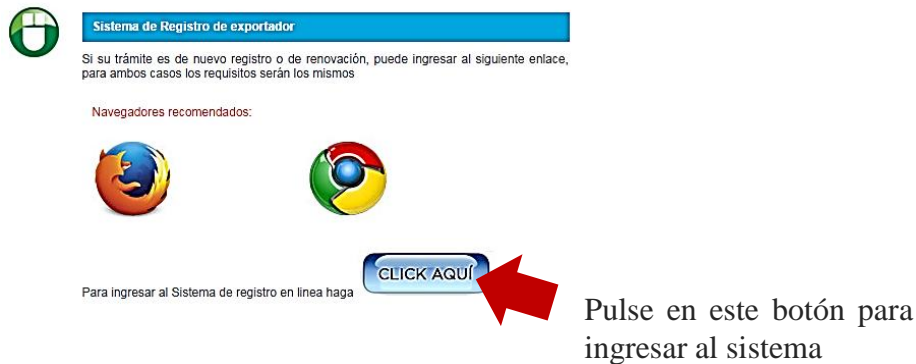 Sistema de Registro de exportador
Si su trámite es de nuevo registro o de renovación, puede ingresar al siguiente enlace,
para ambos casos los requisitos serán los mismos
Navegadores recomendados:
CLICK AQUÍ
Para ingresar al Sistema de registro en linea haga
Pulse en este botón para
ingresar al sistema